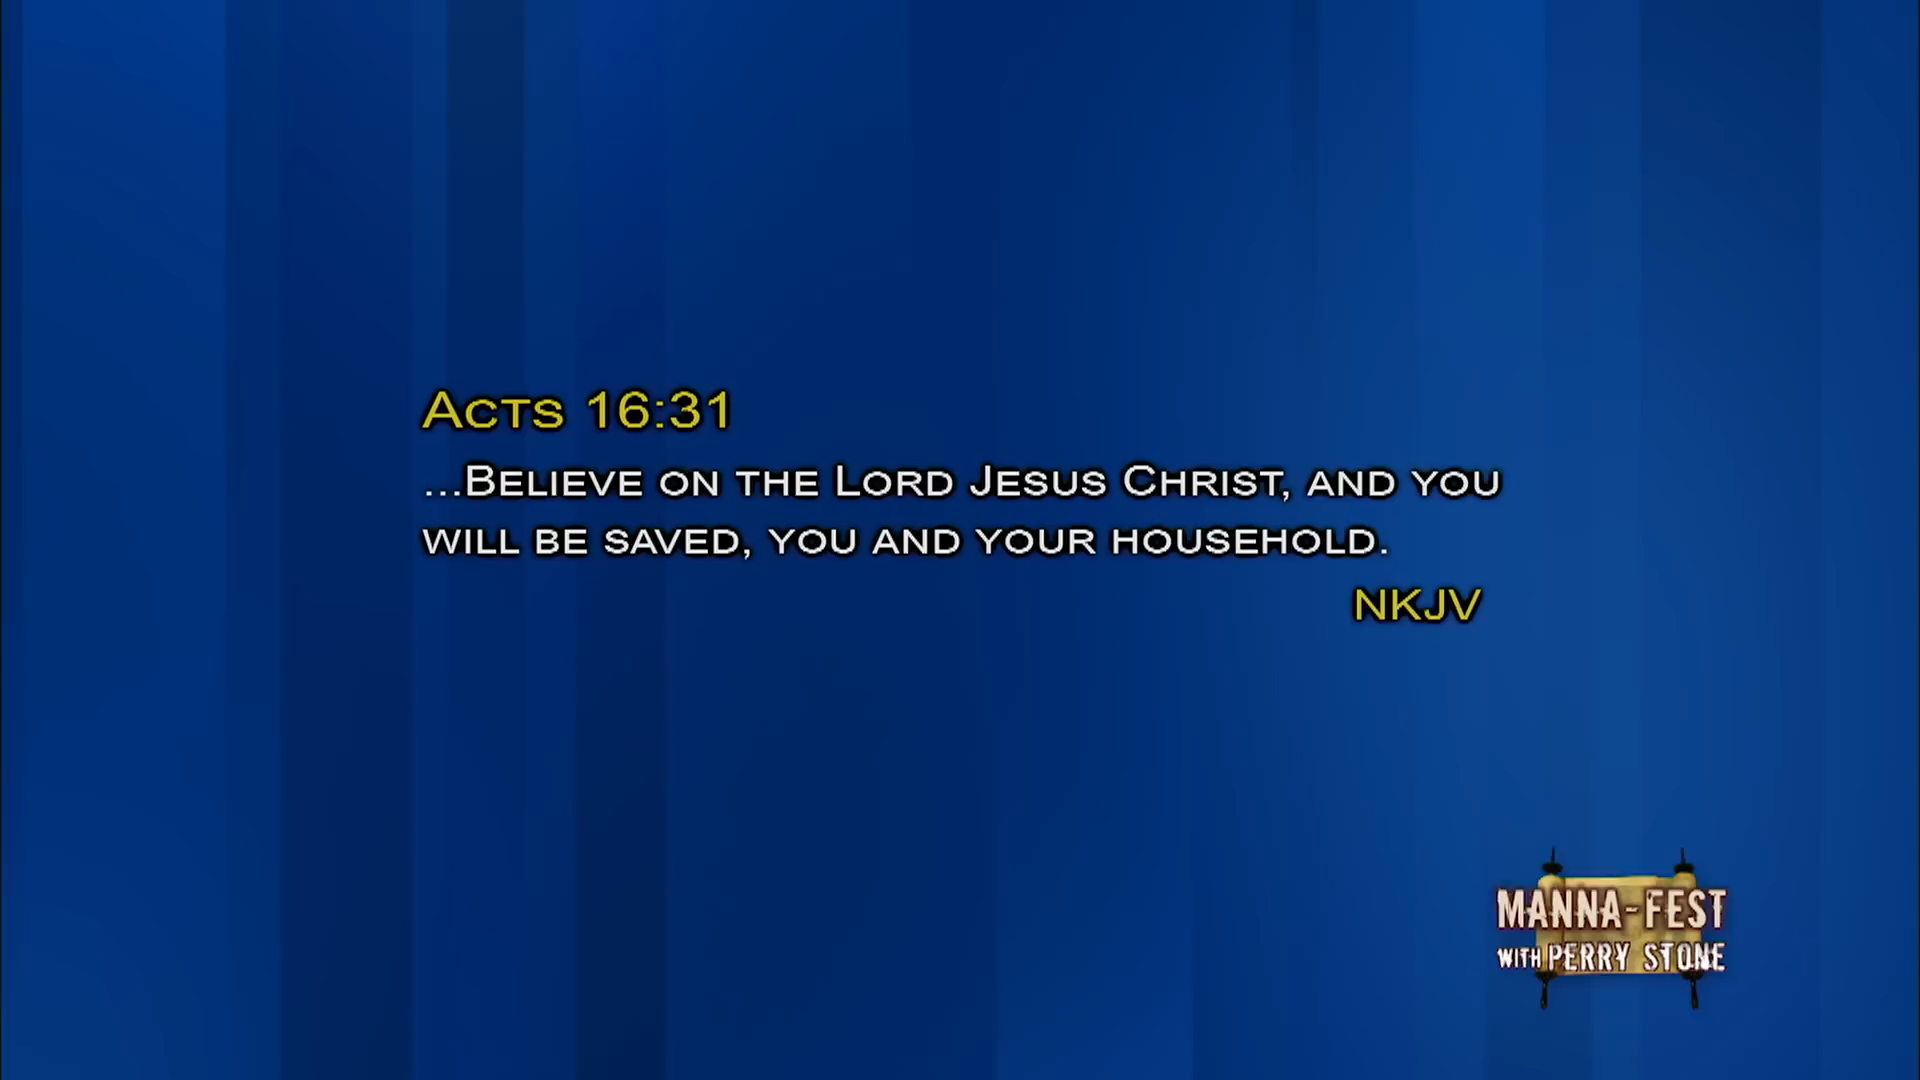 Acts 16:31
...Believe on the Lord Jesus Christ, and you
will be saved, you and your household.
NKJV
MANNA-FEST
WITH PERRY STONE